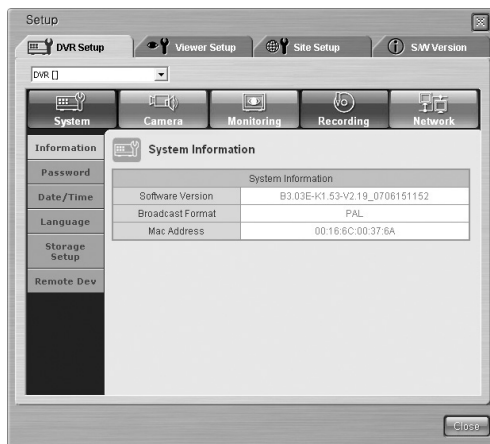 Setup
DVR Setup
Viewer Setup
Site Setup
S/W Version
DVR []
System
Camera
Monitoring
Recording
Network
Information
Password
Date/Time
Language
Storage
Setup
Remote Dev
System Information
System Information
Software Version B3.03E-K1.53-V2.19_0706151152
Broadcast Format PAL
Mac Address 00:16:6C:00:37:6A
Close